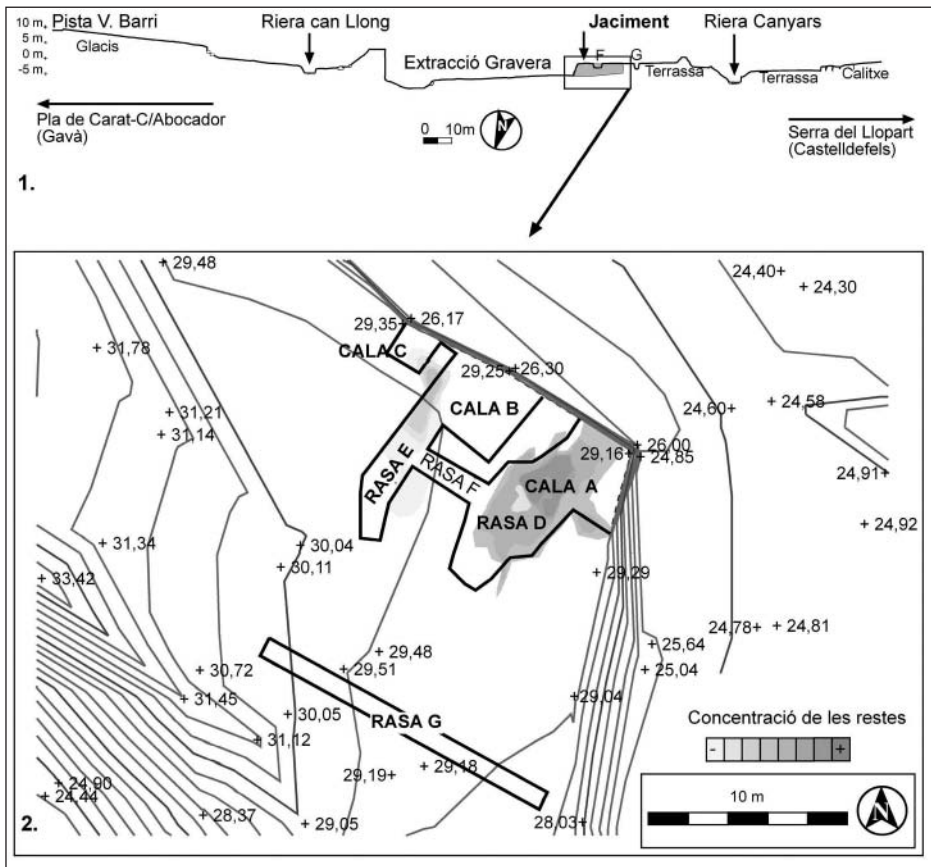 10 m
5 m
0 m
-5 m
Pista V. Barri
Glacis
Riera can Llong
Extracció Gravera
Jaciment
F
G
Terrassa
Riera Canyars
Terrassa
Calitxe
Pla de Carat-C/Abocador
(Gavà)
0 10m
N
Serra del Llopart
(Castelldefels)
1.
+ 29,48
24,40+
+ 24,30
29,35+
+ 26,17
+ 31,78
CALA C
29,25+
+26,30
+ 31,21
+ 31,14
CALA B
24,60+
+ 24,58
+ 26,00
29,16+
+ 24,85
24,91+
RASA E
RASA F
CALA A
RASA D
+ 24,92
+ 31,34
+ 30,04
+ 30,11
+ 33,42
+ 29,29
24,78+
+ 24,81
+ 25,64
+ 29,48
+ 29,51
+ 25,04
+ 30,72
+ 31,45
+29,04
+ 30,05
RASA G
+ 31,12
Concentració de les restes
- +
29,19+
+ 29,18
+ 24,90
+ 24,44
+ 28,37
+ 29,05
28,03+
10 m
N
2.